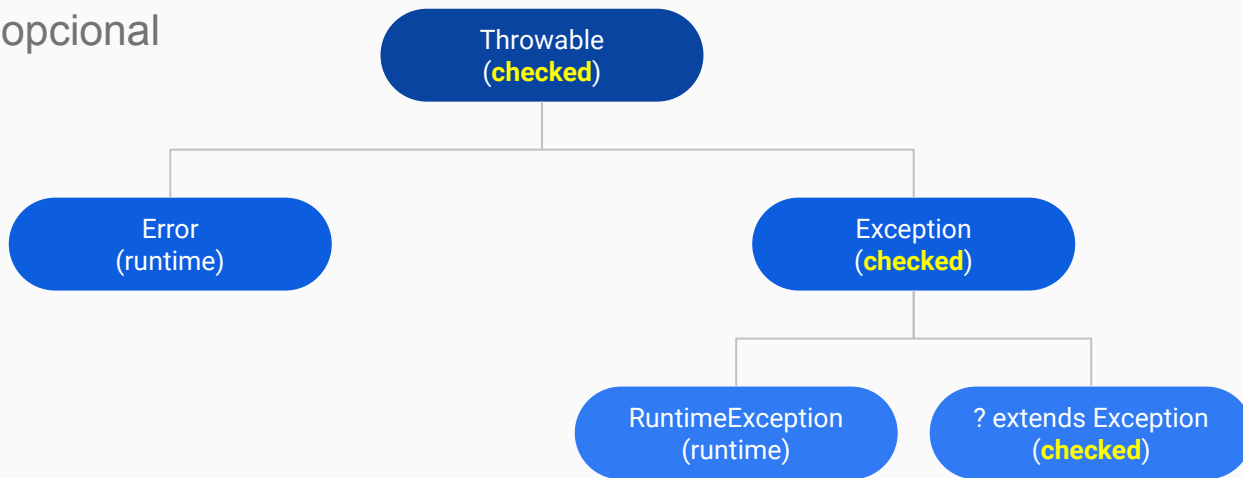 opcional
Throwable
(checked)
Error
(runtime)
Exception
(checked)
RuntimeException
(runtime)
? extends Exception
(checked)